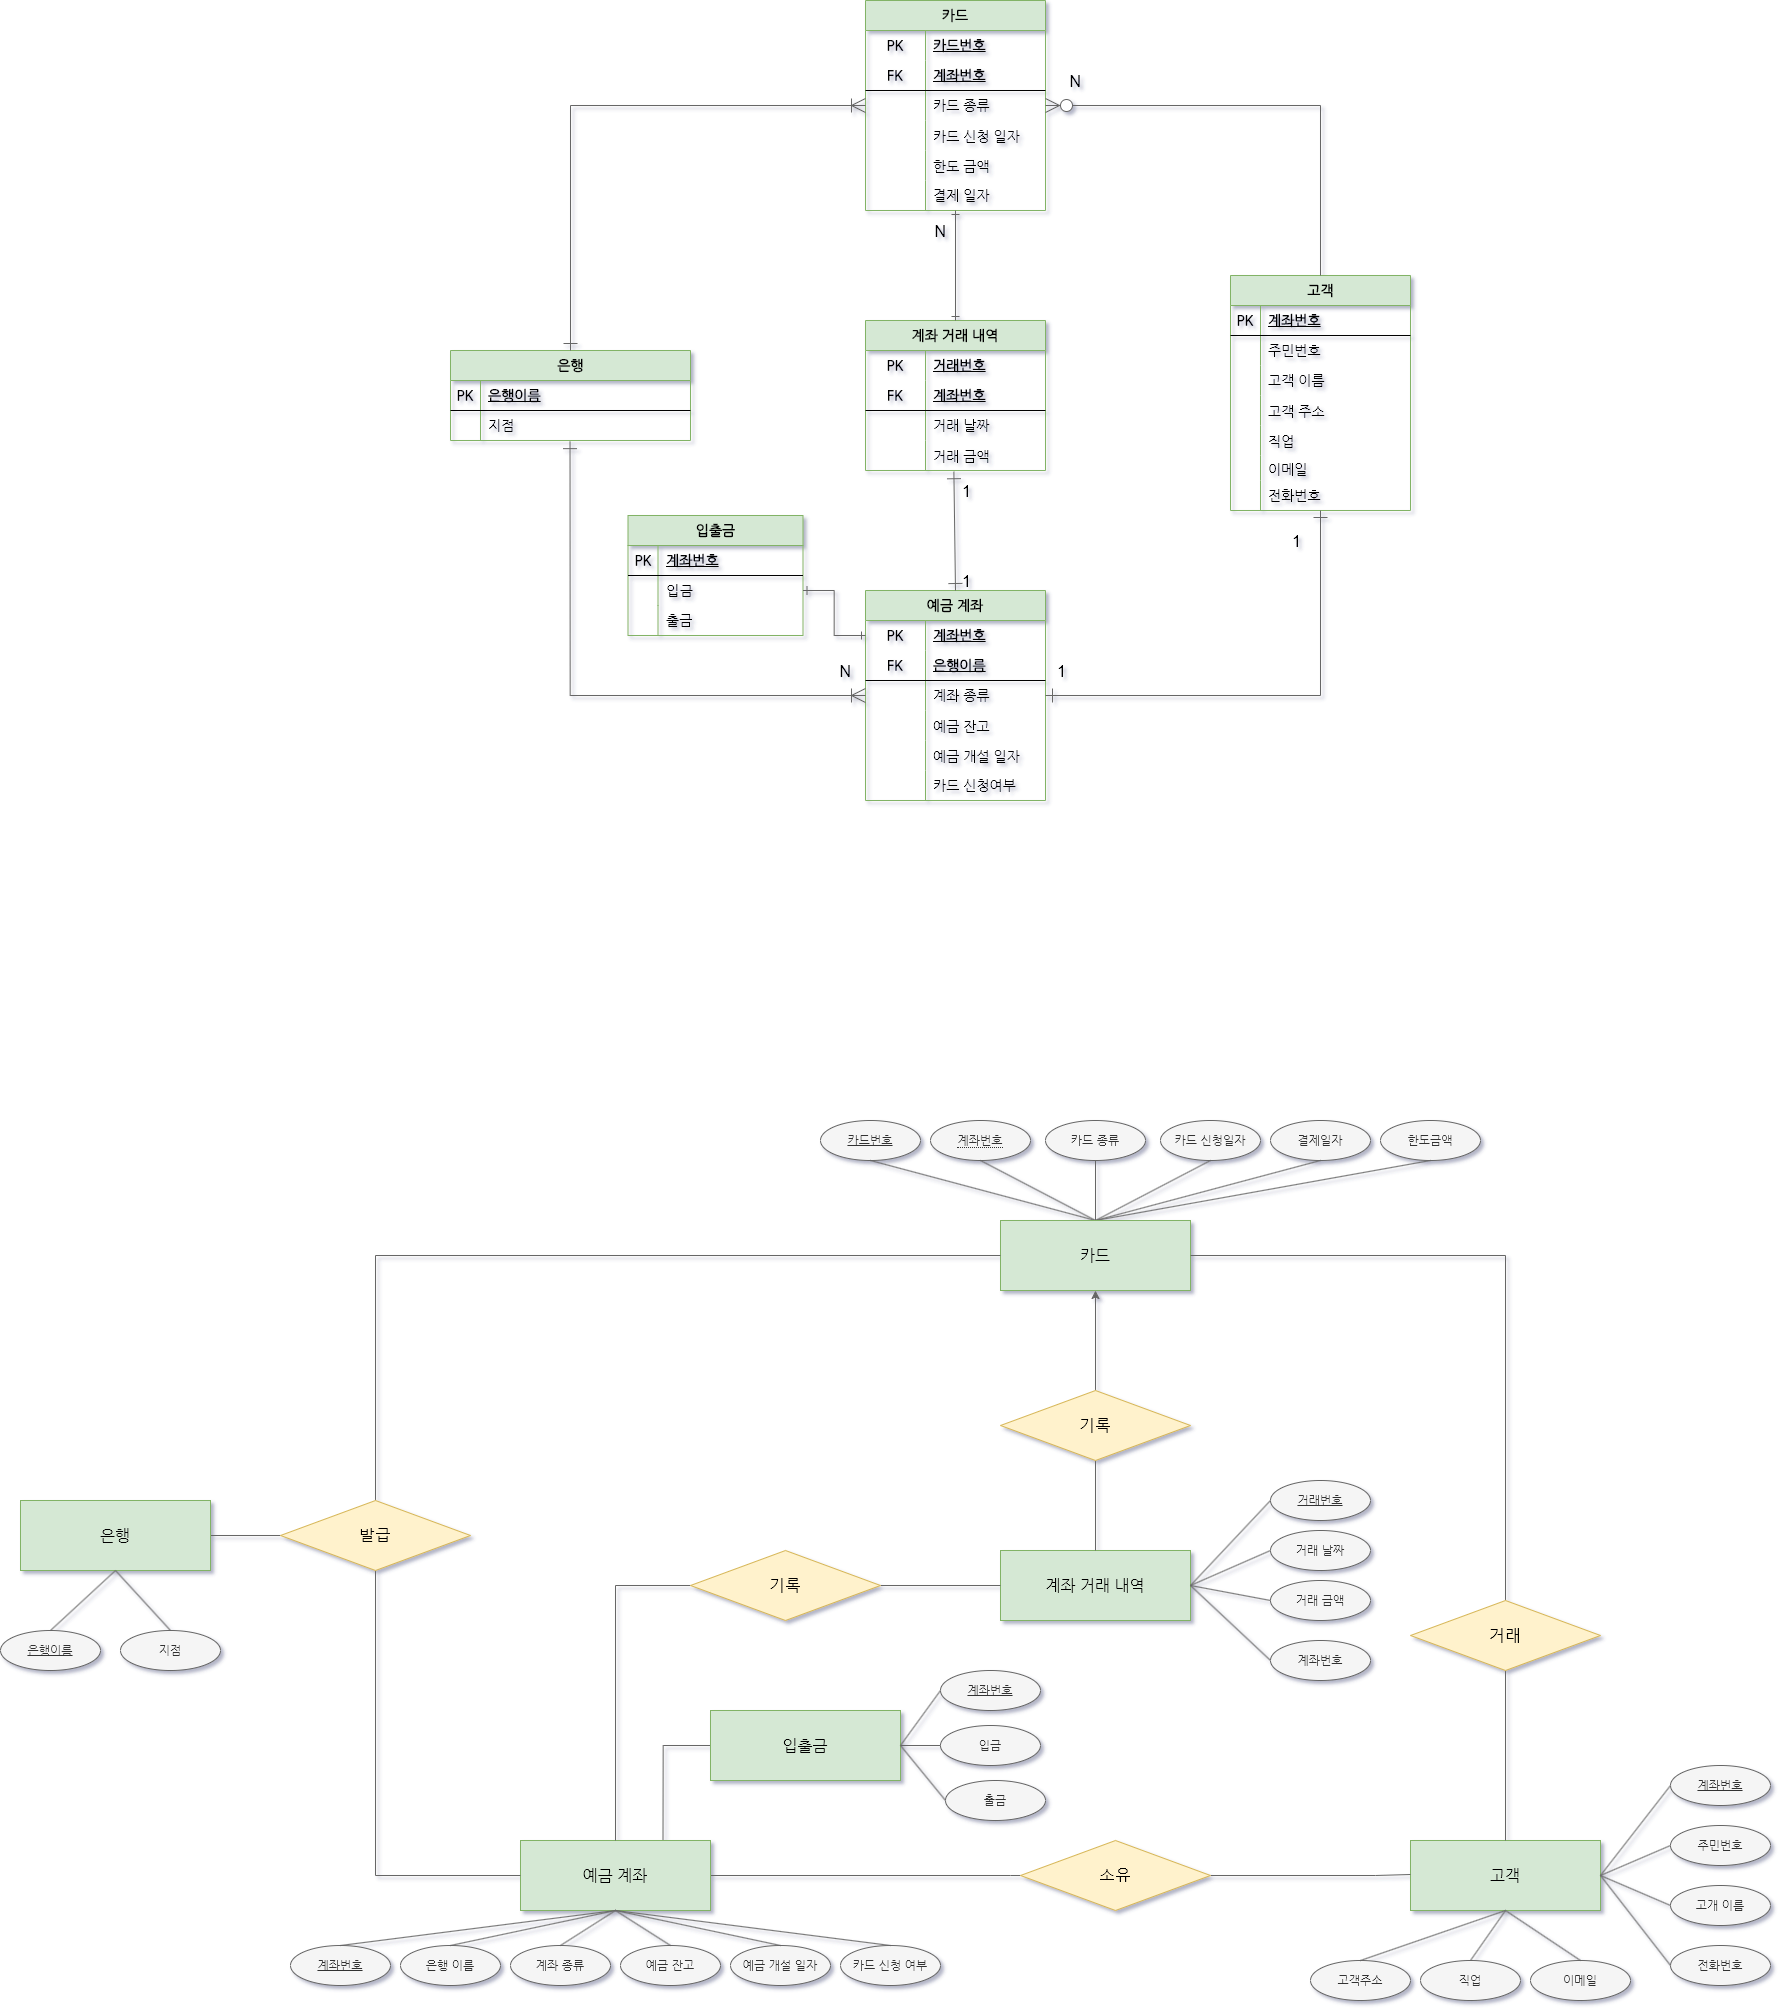 카드
PK 카드번호
FK 계좌번호
카드 종류
카드 신청 일자
한도 금액
결제 일자
N
N
고객
PK 계좌번호
주민번호
고객 이름
고객 주소
직업
이메일
전화번호
1
계좌 거래 내역
PK 거래번호
FK 계좌번호
거래 날짜
거래 금액
1
은행
PK 은행이름
지점
입출금
PK 계좌번호
입금
출금
1
예금 계좌
PK 계좌번호
FK 은행이름
계좌 종류
예금 잔고
예금 개설 일자
카드 신청여부
N
1
카드번호
계좌번호
카드 종류
카드 신청일자
결제일자
한도금액
카드
기록
은행
발급
은행이름
지점
기록
계좌 거래 내역
거래번호
거래 날짜
거래 금액
계좌번호
거래
입출금
계좌번호
입금
출금
예금 계좌
소유
고객
계좌번호
주민번호
고개 이름
전화번호
계좌번호
은행 이름
계좌 종류
예금 잔고
예금 개설 일자
카드 신청 여부
고객주소
직업
이메일